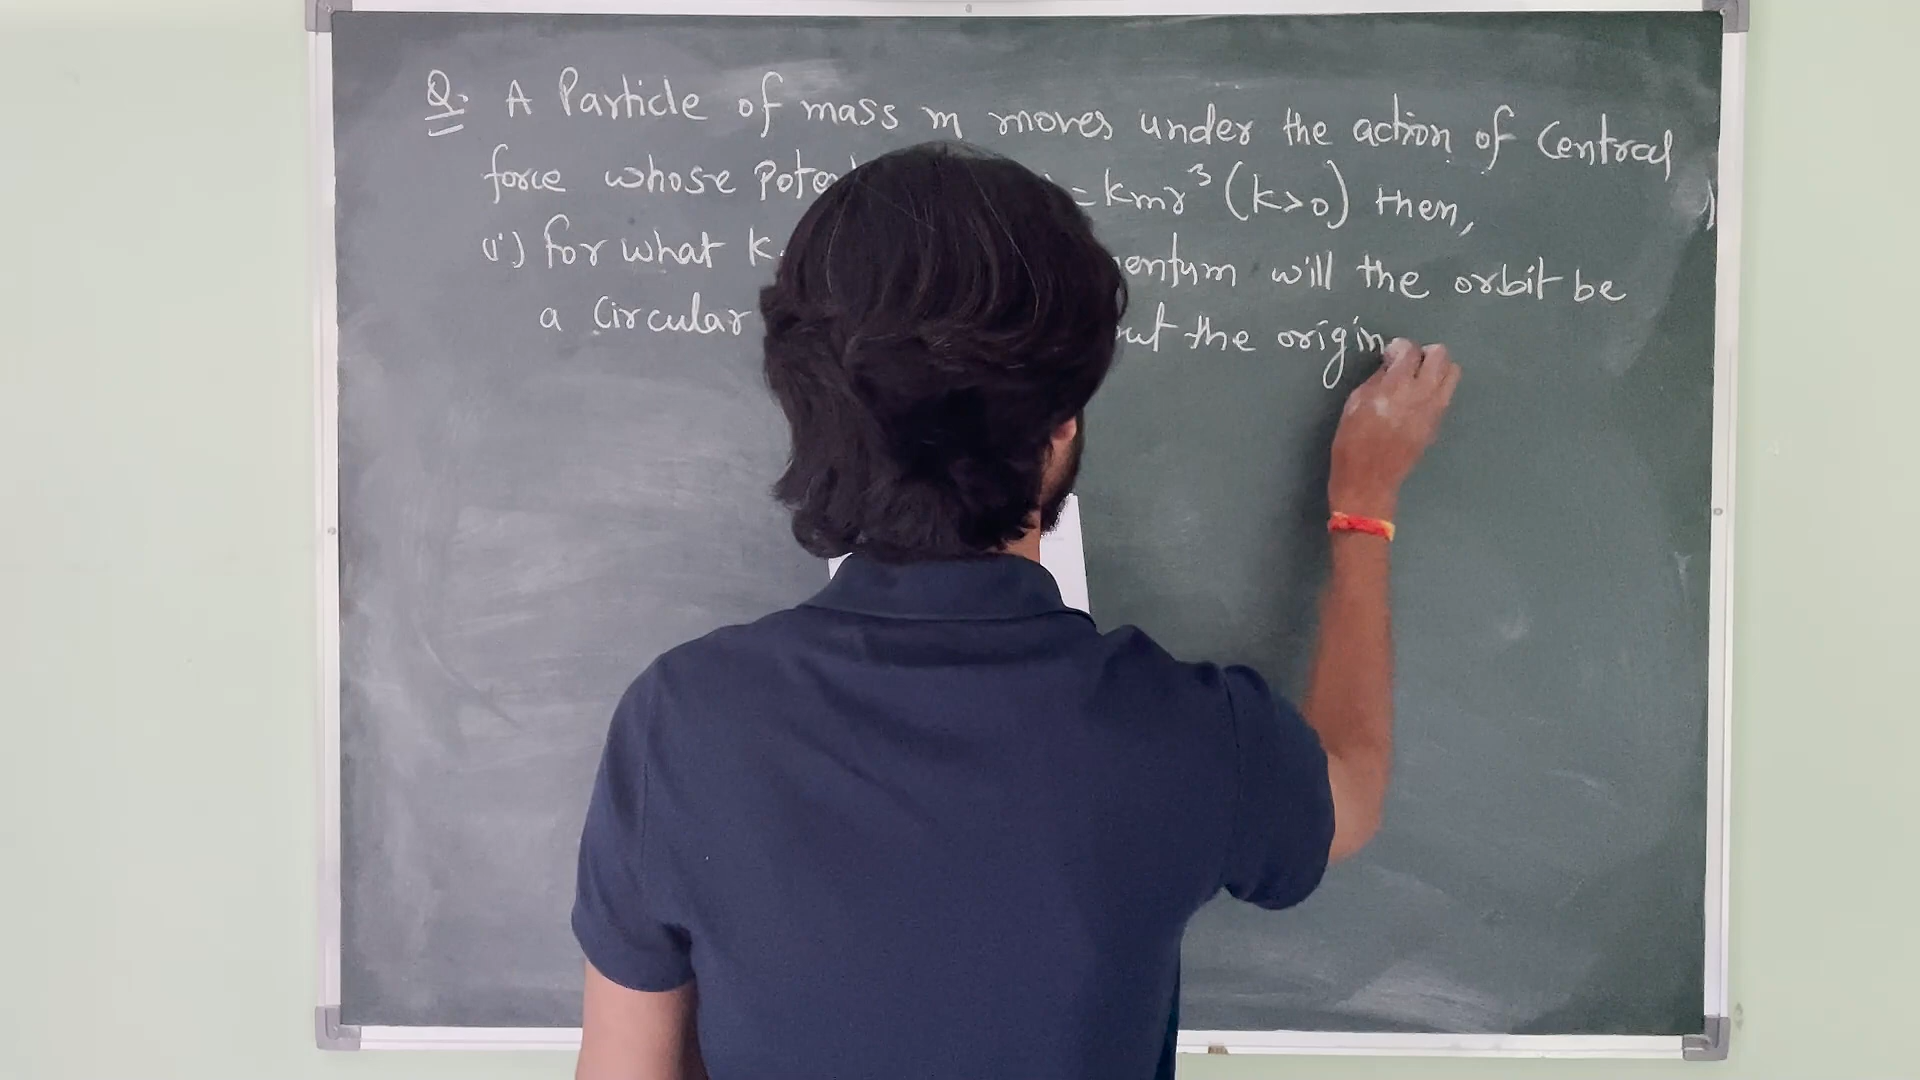 Q. A Particle of mass m moves under the action of Central
force whose Poten = kmr³ (k>0) then,
(i) for what k. entum will the orbit be
a Circular out the origin